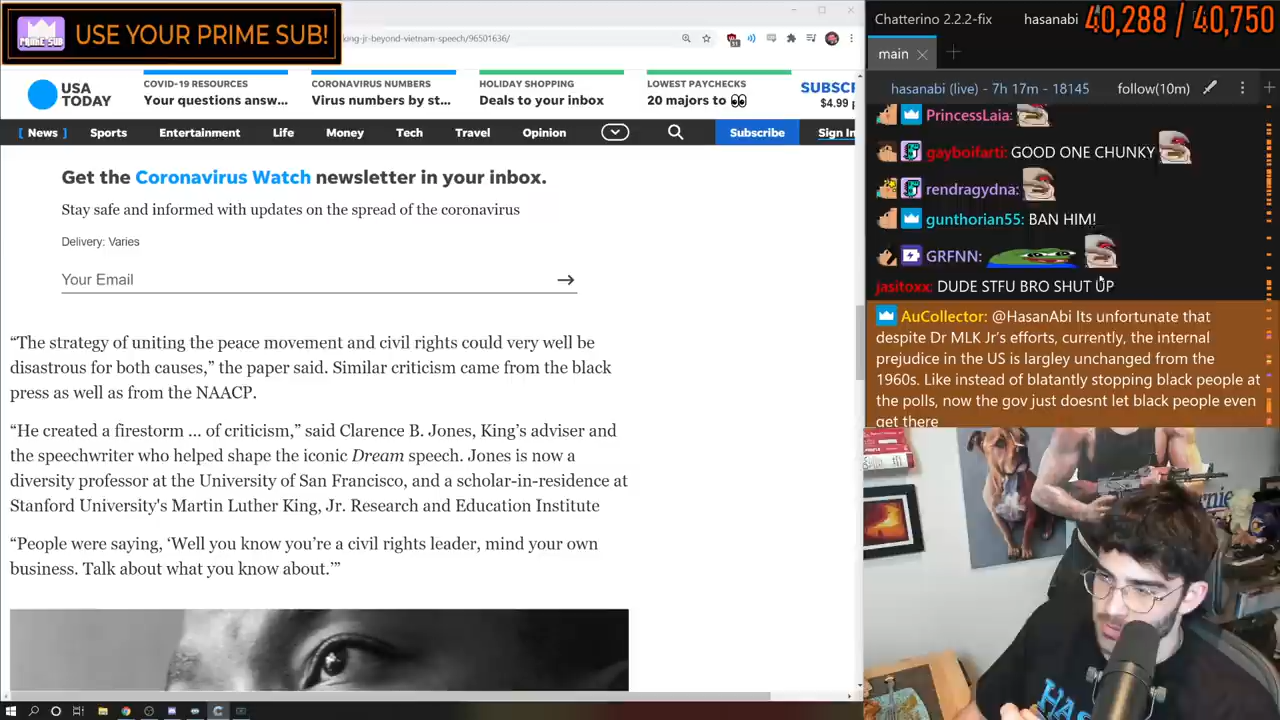 PRIME SUB
USE YOUR PRIME SUB!
ng-jr-beyond-vietnam-speech/96501636/
11
USA
TODAY
COVID-19 RESOURCES
Your questions answ...
CORONAVIRUS NUMBERS
Virus numbers by st...
HOLIDAY SHOPPING
Deals to your inbox
LOWEST PAYCHECKS
20 majors to 👀
SUBSC
$4.99
[ News ]
Sports
Entertainment
Life
Money
Tech
Travel
Opinion
Subscribe
Sign In
Get the Coronavirus Watch newsletter in your inbox.
Stay safe and informed with updates on the spread of the coronavirus
Delivery: Varies
Your Email
“The strategy of uniting the peace movement and civil rights could very well be
disastrous for both causes,” the paper said. Similar criticism came from the black
press as well as from the NAACP.
“He created a firestorm ... of criticism,” said Clarence B. Jones, King’s adviser and
the speechwriter who helped shape the iconic Dream speech. Jones is now a
diversity professor at the University of San Francisco, and a scholar-in-residence at
Stanford University's Martin Luther King, Jr. Research and Education Institute
“People were saying, ‘Well you know you’re a civil rights leader, mind your own
business. Talk about what you know about.’”
Chatterino 2.2.2-fix
hasanabi
40,288 / 40,750
main
hasanabi (live) - 7h 17m - 18145
follow(10m)
PrincessLaia:
gayboifarti: GOOD ONE CHUNKY
rendragydna:
gunthorian55: BAN HIM!
GRFNN:
jasitoxx: DUDE STFU BRO SHUT UP
AuCollector: @HasanAbi Its unfortunate that
despite Dr MLK Jr’s efforts, currently, the internal
prejudice in the US is largley unchanged from the
1960s. Like instead of blatantly stopping black people at
the polls, now the gov just doesnt let black people even
get there
ernie